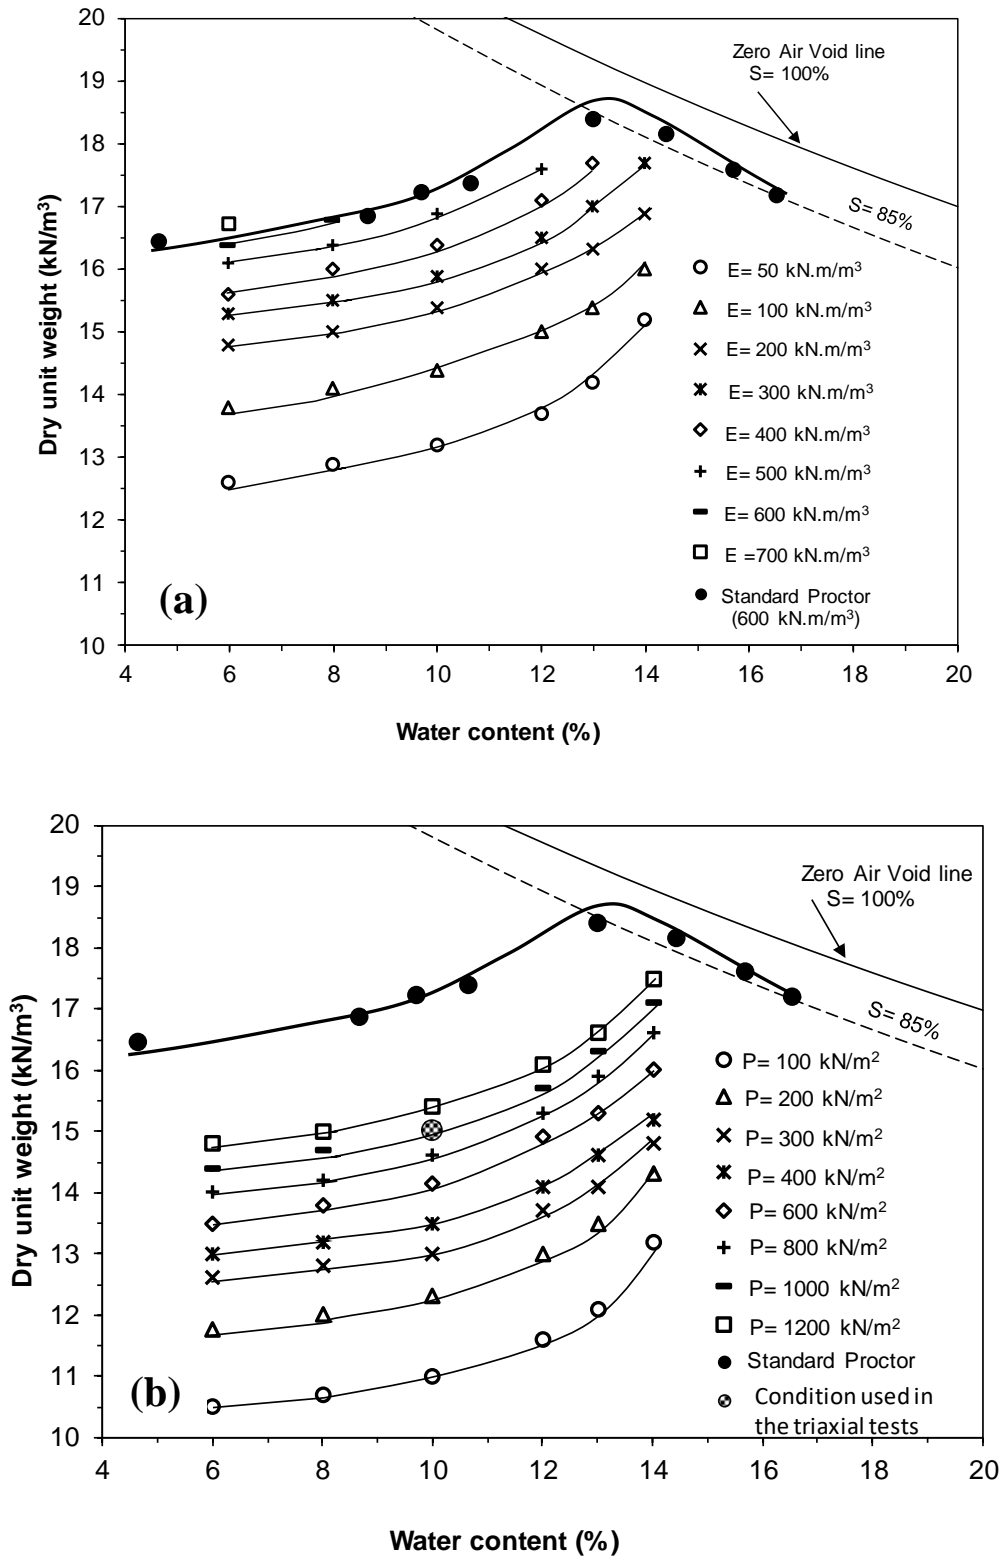 20
19
18
17
16
15
14
13
12
11
10
Dry unit weight (kN/m³)
Zero Air Void line
S= 100%
S= 85%
E= 50 kN.m/m³
E= 100 kN.m/m³
E= 200 kN.m/m³
E= 300 kN.m/m³
E= 400 kN.m/m³
E= 500 kN.m/m³
E= 600 kN.m/m³
E =700 kN.m/m³
Standard Proctor
(600 kN.m/m³)
(a)
4 6 8 10 12 14 16 18 20
Water content (%)
20
19
18
17
16
15
14
13
12
11
10
Dry unit weight (kN/m³)
Zero Air Void line
S= 100%
S= 85%
P= 100 kN/m²
P= 200 kN/m²
P= 300 kN/m²
P= 400 kN/m²
P= 600 kN/m²
P= 800 kN/m²
P= 1000 kN/m²
P= 1200 kN/m²
Standard Proctor
Condition used in
the triaxial tests
(b)
4 6 8 10 12 14 16 18 20
Water content (%)